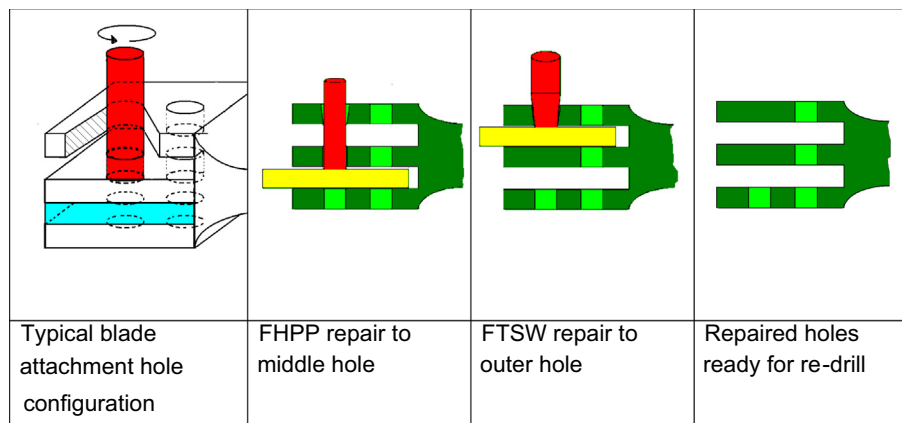 Typical blade
attachment hole
configuration
FHPP repair to
middle hole
FTSW repair to
outer hole
Repaired holes
ready for re-drill